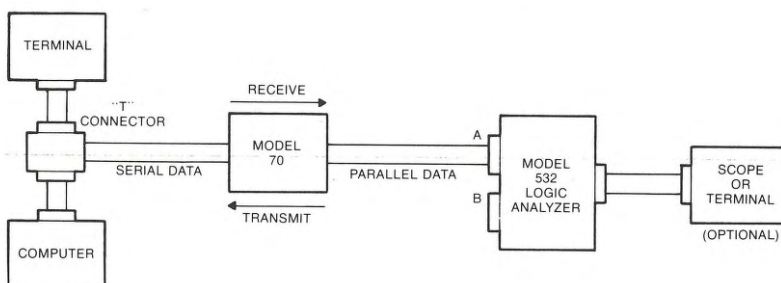 TERMINAL
"T"
CONNECTOR
RECEIVE
MODEL
70
SERIAL DATA
PARALLEL DATA
TRANSMIT
A
B
MODEL
532
LOGIC
ANALYZER
SCOPE
OR
TERMINAL
(OPTIONAL)
COMPUTER